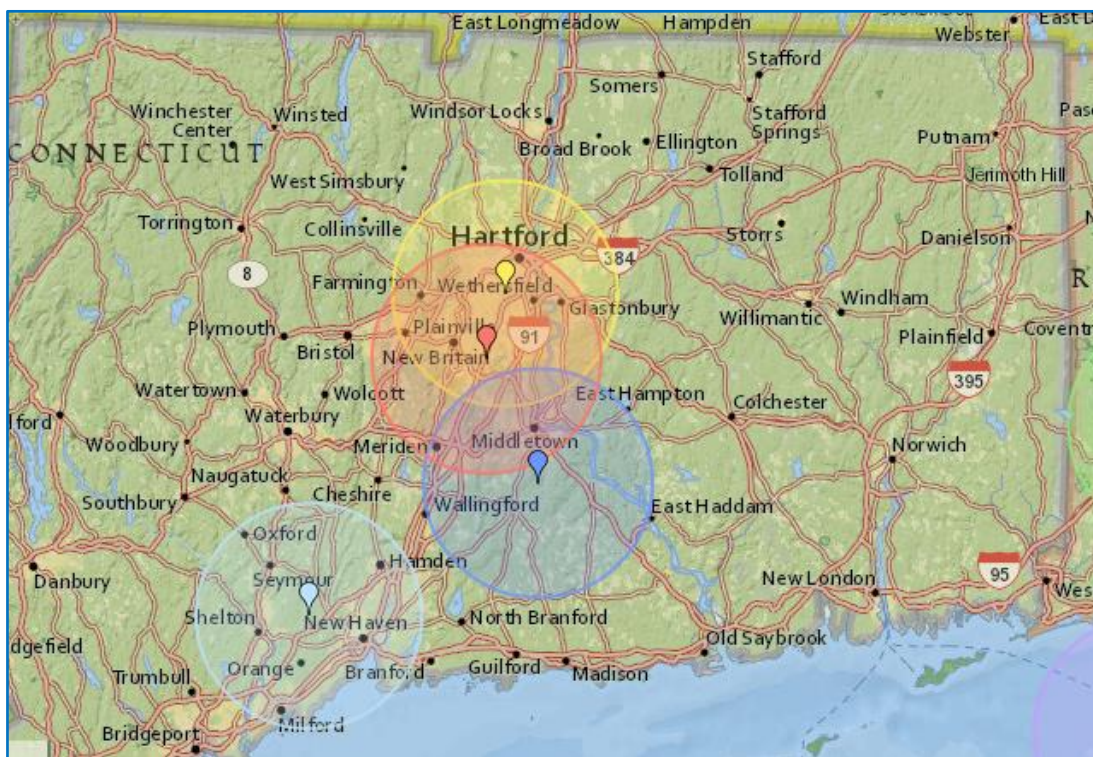 East Longmeadow
Hampden
East D
Webster
Stafford
Somers
Winchester
Center
Winsted
Windsor Locks
Stafford
Springs
Putnam
Pas
CONNECTICUT
Broad Brook
Ellington
West Simsbury
Tolland
Jerimoth Hill
Torrington
Collinsville
Hartford
Storrs
Danielson
384
8
Farmington
Wethersfield
Glastonbury
Windham
R
Plymouth
Plainville
91
Willimantic
Plainfield
Coventr
Bristol
New Britain
Watertown
Wolcott
East Hampton
395
lford
Waterbury
Colchester
Woodbury
Meriden
Middletown
Norwich
Naugatuck
Southbury
Cheshire
Wallingford
East Haddam
Oxford
Danbury
Seymour
Hamden
New London
95
Wes
Shelton
New Haven
North Branford
dgefield
Old Saybrook
Orange
Branford
Guilford
Madison
Trumbull
Milford
Bridgeport